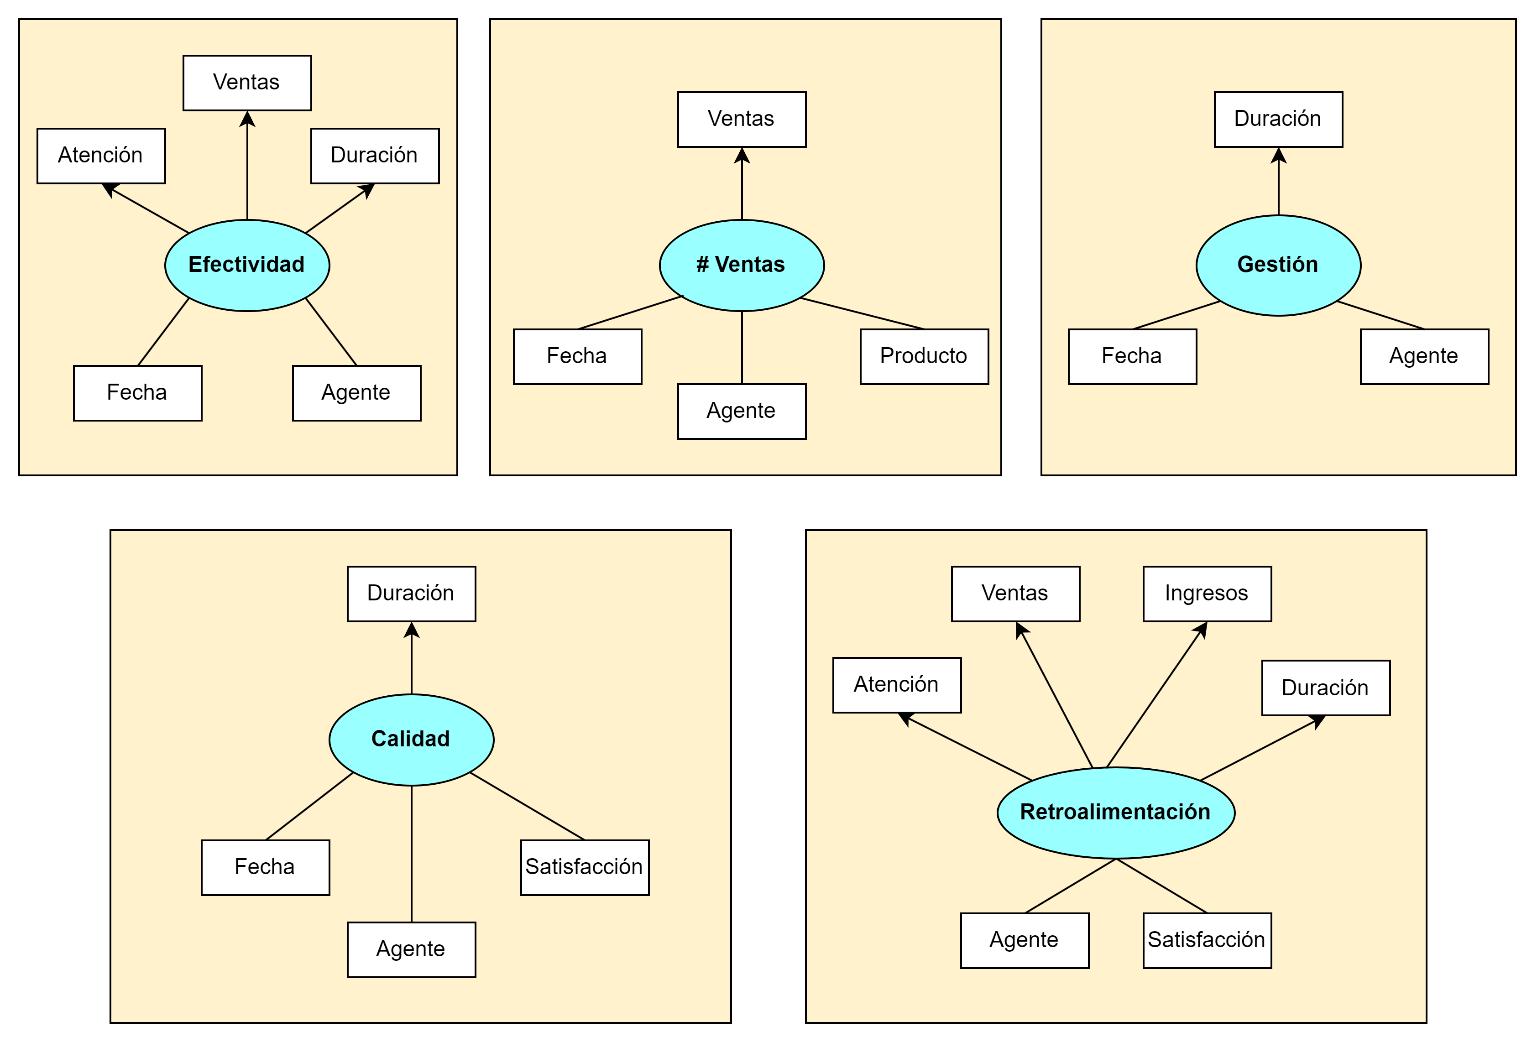 Ventas
Atención
Duración
Efectividad
Fecha
Agente
Ventas
# Ventas
Fecha
Producto
Agente
Duración
Gestión
Fecha
Agente
Duración
Calidad
Fecha
Satisfacción
Agente
Ventas
Ingresos
Atención
Duración
Retroalimentación
Agente
Satisfacción